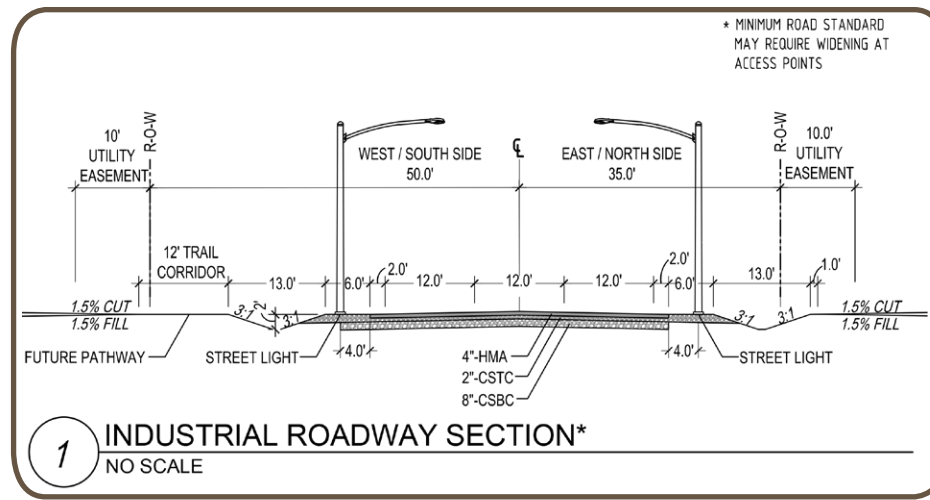 * MINIMUM ROAD STANDARD
MAY REQUIRE WIDENING AT
ACCESS POINTS
10'
UTILITY
EASEMENT
R-O-W
WEST / SOUTH SIDE
50.0'
CL
EAST / NORTH SIDE
35.0'
R-O-W
10.0'
UTILITY
EASEMENT
12' TRAIL
CORRIDOR
13.0'
6.0'
2.0'
12.0'
12.0'
12.0'
2.0'
6.0'
13.0'
1.0'
1.5% CUT
1.5% FILL
3:1
2'
3:1
3:1
3:1
1.5% CUT
1.5% FILL
FUTURE PATHWAY
STREET LIGHT
4.0'
4"-HMA
2"-CSTC
8"-CSBC
4.0'
STREET LIGHT
1
INDUSTRIAL ROADWAY SECTION*
NO SCALE